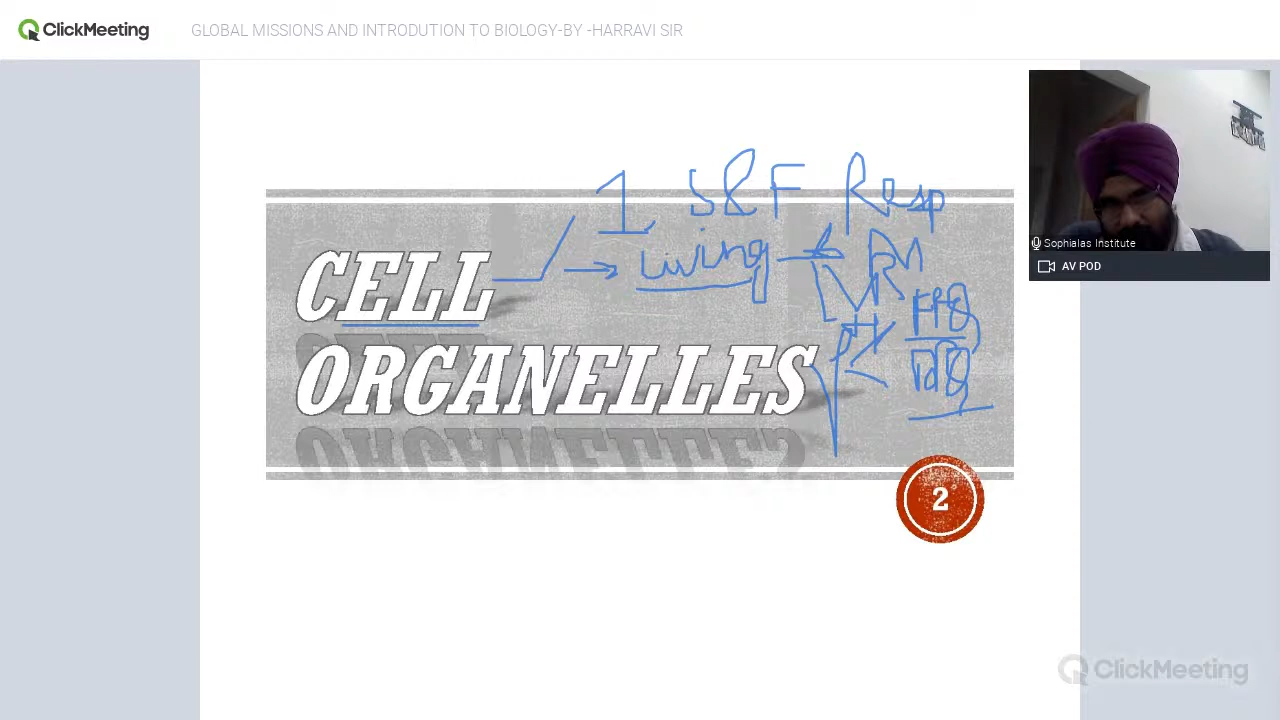 ClickMeeting GLOBAL MISSIONS AND INTRODUTION TO BIOLOGY-BY -HARRAVI SIR
1 S&F Resp
Living
CELL
ORGANELLES
2
Sophialas Institute
AV POD
ClickMeeting